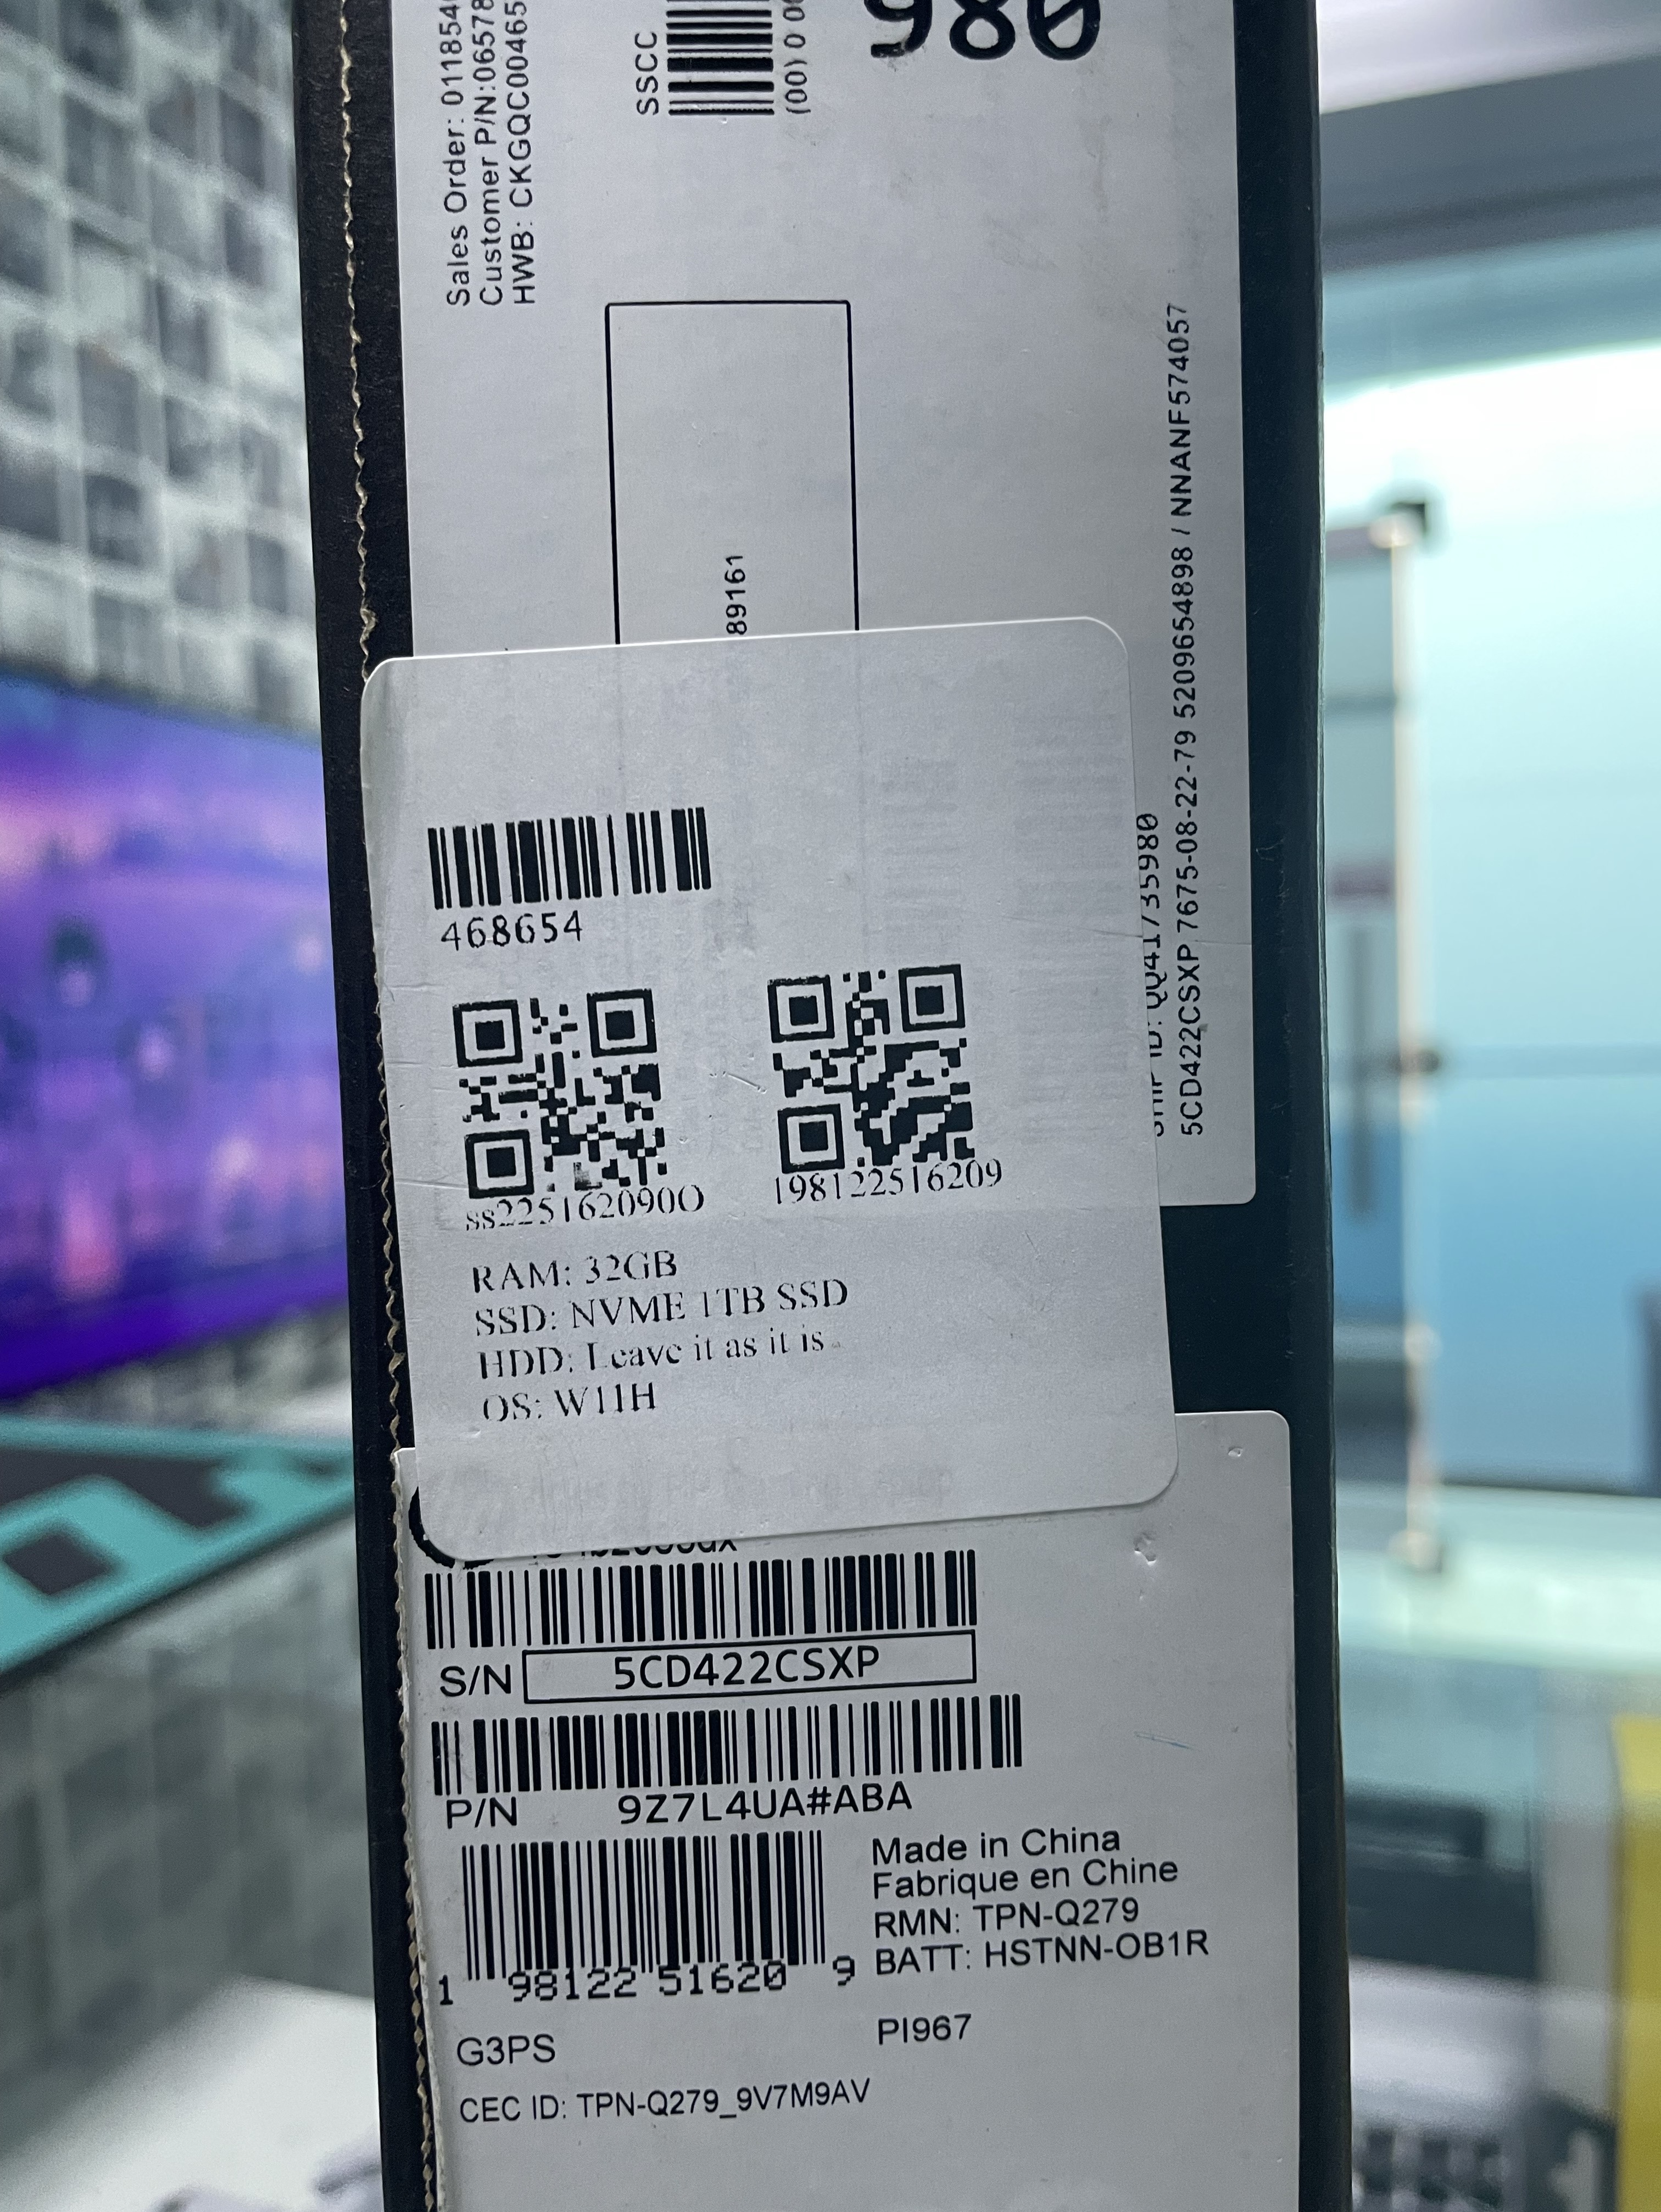 Sales Order: 01185
Customer P/N:06578
HWB: CKGQC00465
SSCC
(00) 0
980
89161
5CD422CSXP 7675-08-22-79 5209654898 / NNANF574057
ID: QQ41735980
468654
ss22516209OO
198122516209
RAM: 32GB
SSD: NVME 1TB SSD
HDD: Leave it as it is
OS: W11H
S/N 5CD422CSXP
P/N 9Z7L4UA#ABA
1 98122 51620 9
Made in China
Fabrique en Chine
RMN: TPN-Q279
BATT: HSTNN-OB1R
PI967
G3PS
CEC ID: TPN-Q279_9V7M9AV